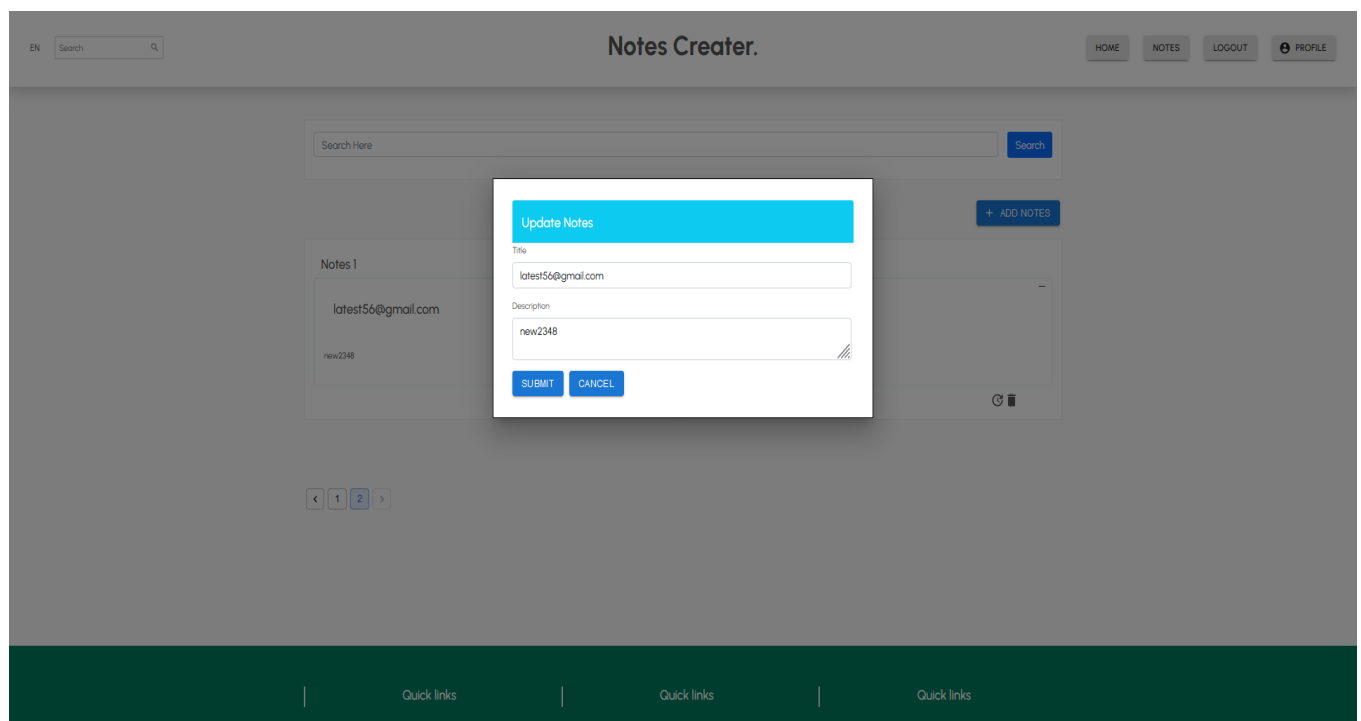 EN Search Notes Creater. HOME NOTES LOGOUT PROFILE
Search Here Search
+ ADD NOTES
Update Notes
Title
latest56@gmail.com
Description
new2348
SUBMIT CANCEL
Notes 1
latest56@gmail.com
new2348
1 2
Quick links Quick links Quick links